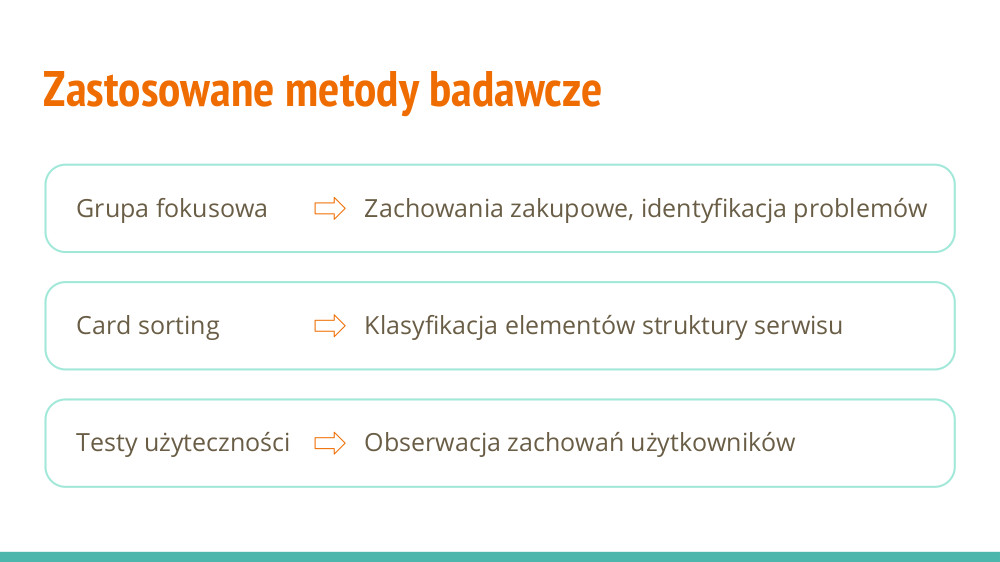 Zastosowane metody badawcze
Grupa fokusowa ⇨ Zachowania zakupowe, identyfikacja problemów
Card sorting ⇨ Klasyfikacja elementów struktury serwisu
Testy użyteczności ⇨ Obserwacja zachowań użytkowników